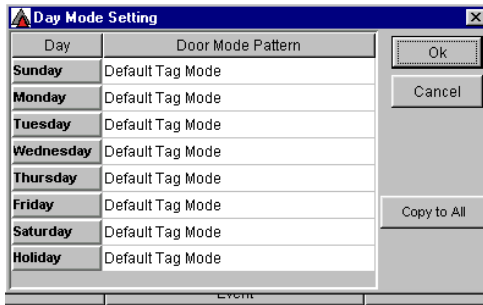 Day Mode Setting
Day Door Mode Pattern
Sunday Default Tag Mode
Monday Default Tag Mode
Tuesday Default Tag Mode
Wednesday Default Tag Mode
Thursday Default Tag Mode
Friday Default Tag Mode
Saturday Default Tag Mode
Holiday Default Tag Mode
Ok
Cancel
Copy to All
Event